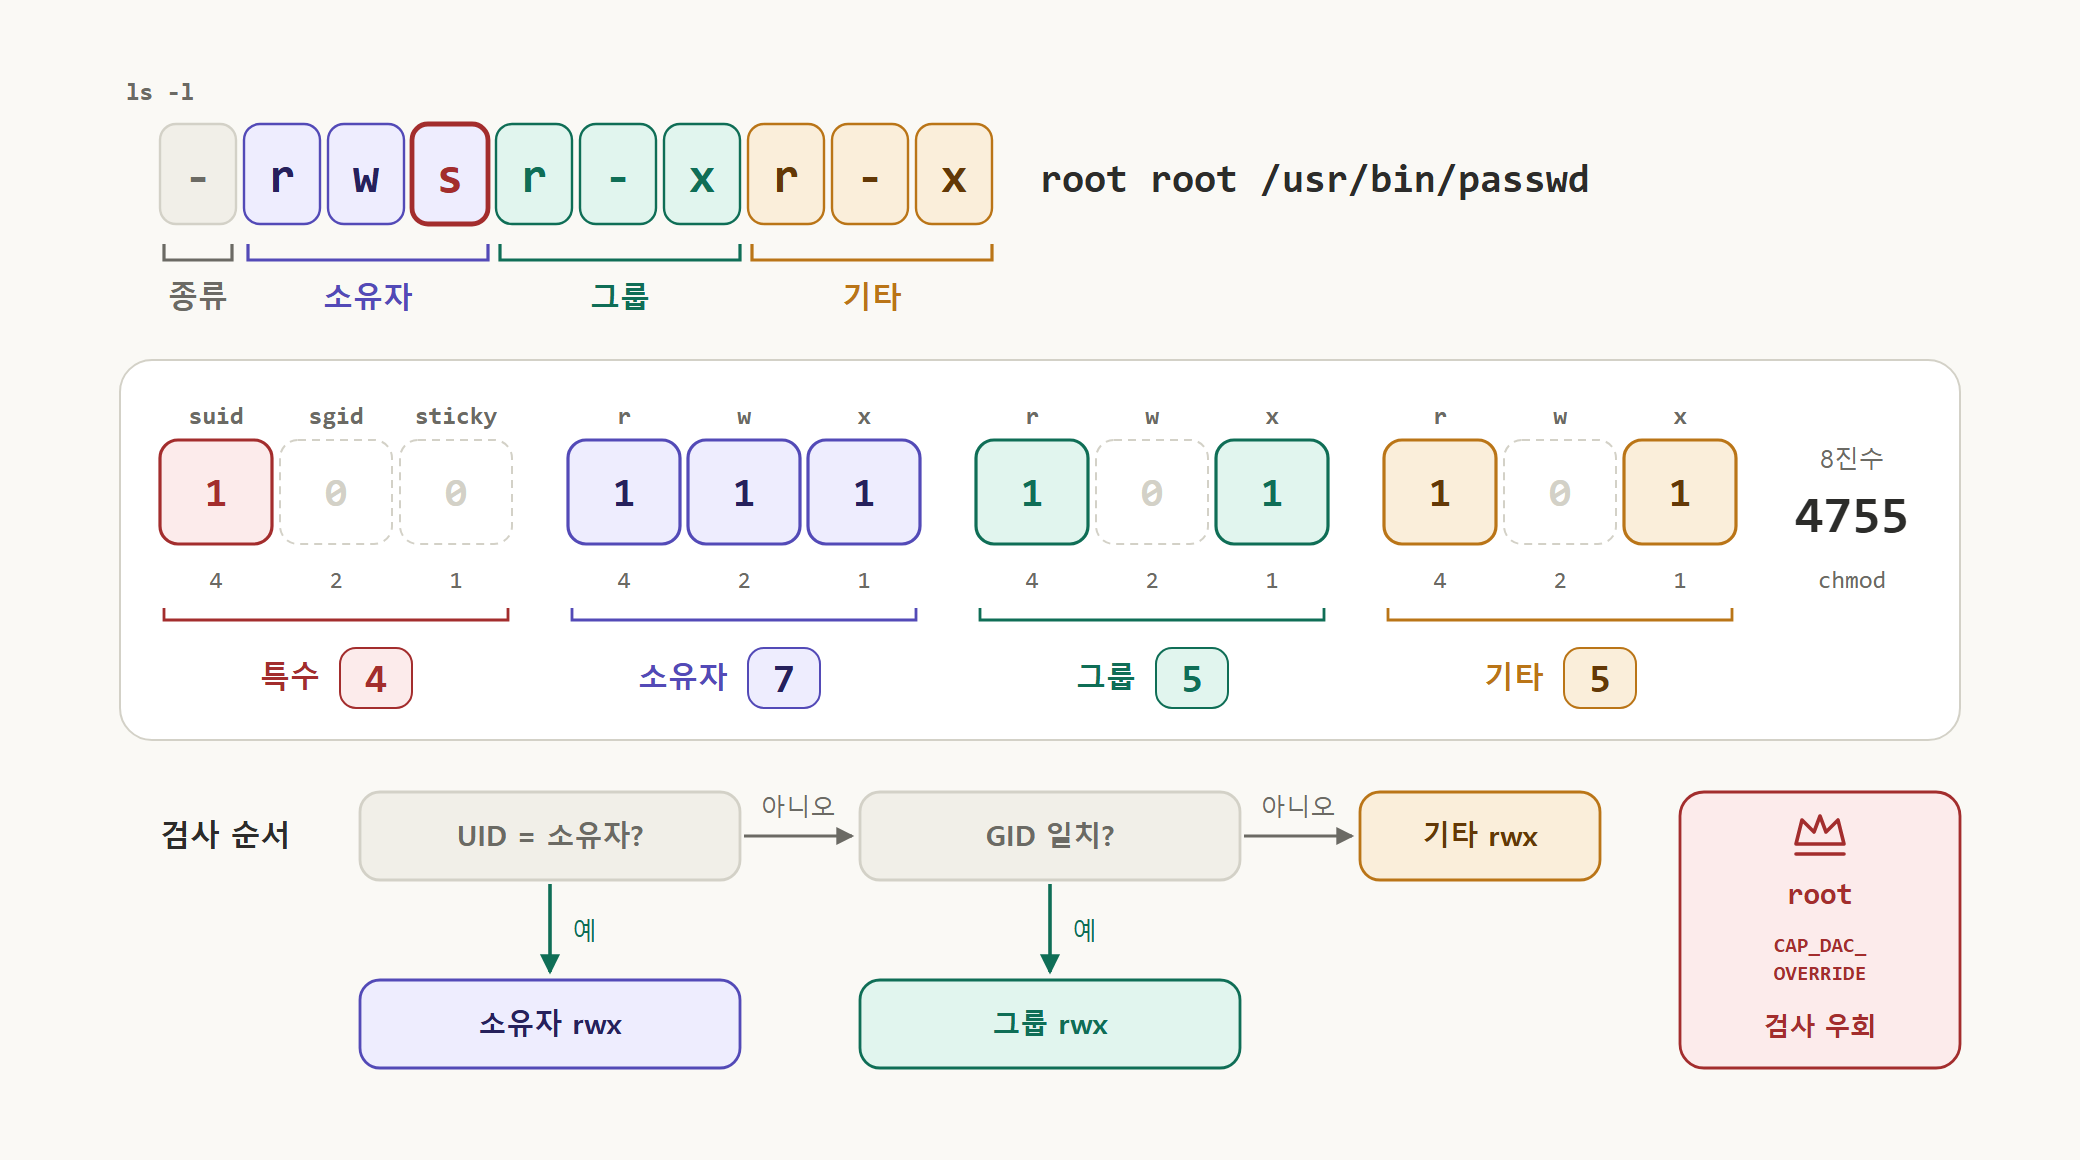 ls -l
- r w s r - x r - x root root /usr/bin/passwd
종류 소유자 그룹 기타
suid sgid sticky r w x r w x r w x
1 0 0 1 1 1 1 0 1 1 0 1
8진수
4755
4 2 1 4 2 1 4 2 1 4 2 1 chmod
특수 4 소유자 7 그룹 5 기타 5
검사 순서
UID = 소유자?
아니오
GID 일치?
아니오
기타 rwx
예
예
소유자 rwx
그룹 rwx
root
CAP_DAC_
OVERRIDE
검사 우회